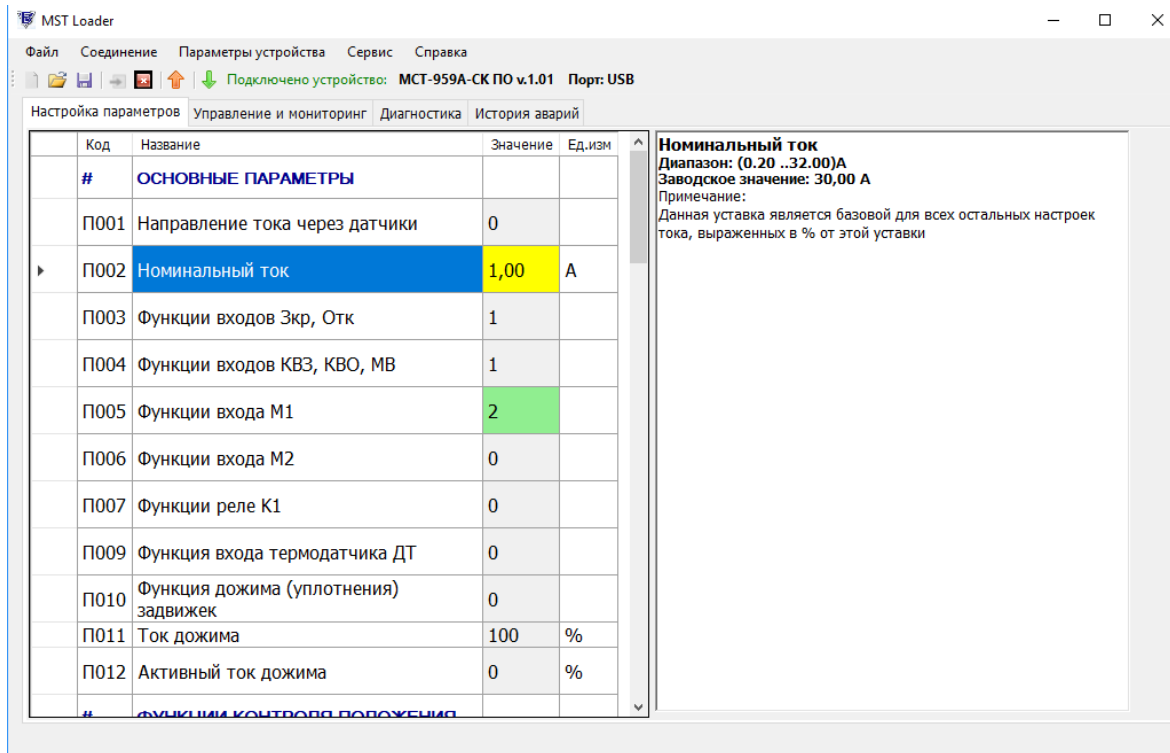 MST Loader
Файл Соединение Параметры устройства Сервис Справка
Подключено устройство: МСТ-959А-СК ПО v.1.01 Порт: USB
Настройка параметров Управление и мониторинг Диагностика История аварий
Код Название Значение Ед.изм
# ОСНОВНЫЕ ПАРАМЕТРЫ
П001 Направление тока через датчики 0
П002 Номинальный ток 1,00 А
П003 Функции входов Зкр, Отк 1
П004 Функции входов КВЗ, КВО, МВ 1
П005 Функции входа М1 2
П006 Функции входа М2 0
П007 Функции реле К1 0
П009 Функция входа термодатчика ДТ 0
П010 Функция дожима (уплотнения)
задвижек 0
П011 Ток дожима 100 %
П012 Активный ток дожима 0 %
# ФУНКЦИИ КОНТРОЛЯ ПОЛОЖЕНИЯ
Номинальный ток
Диапазон: (0.20 ..32.00)А
Заводское значение: 30,00 А
Примечание:
Данная уставка является базовой для всех остальных настроек
тока, выраженных в % от этой уставки